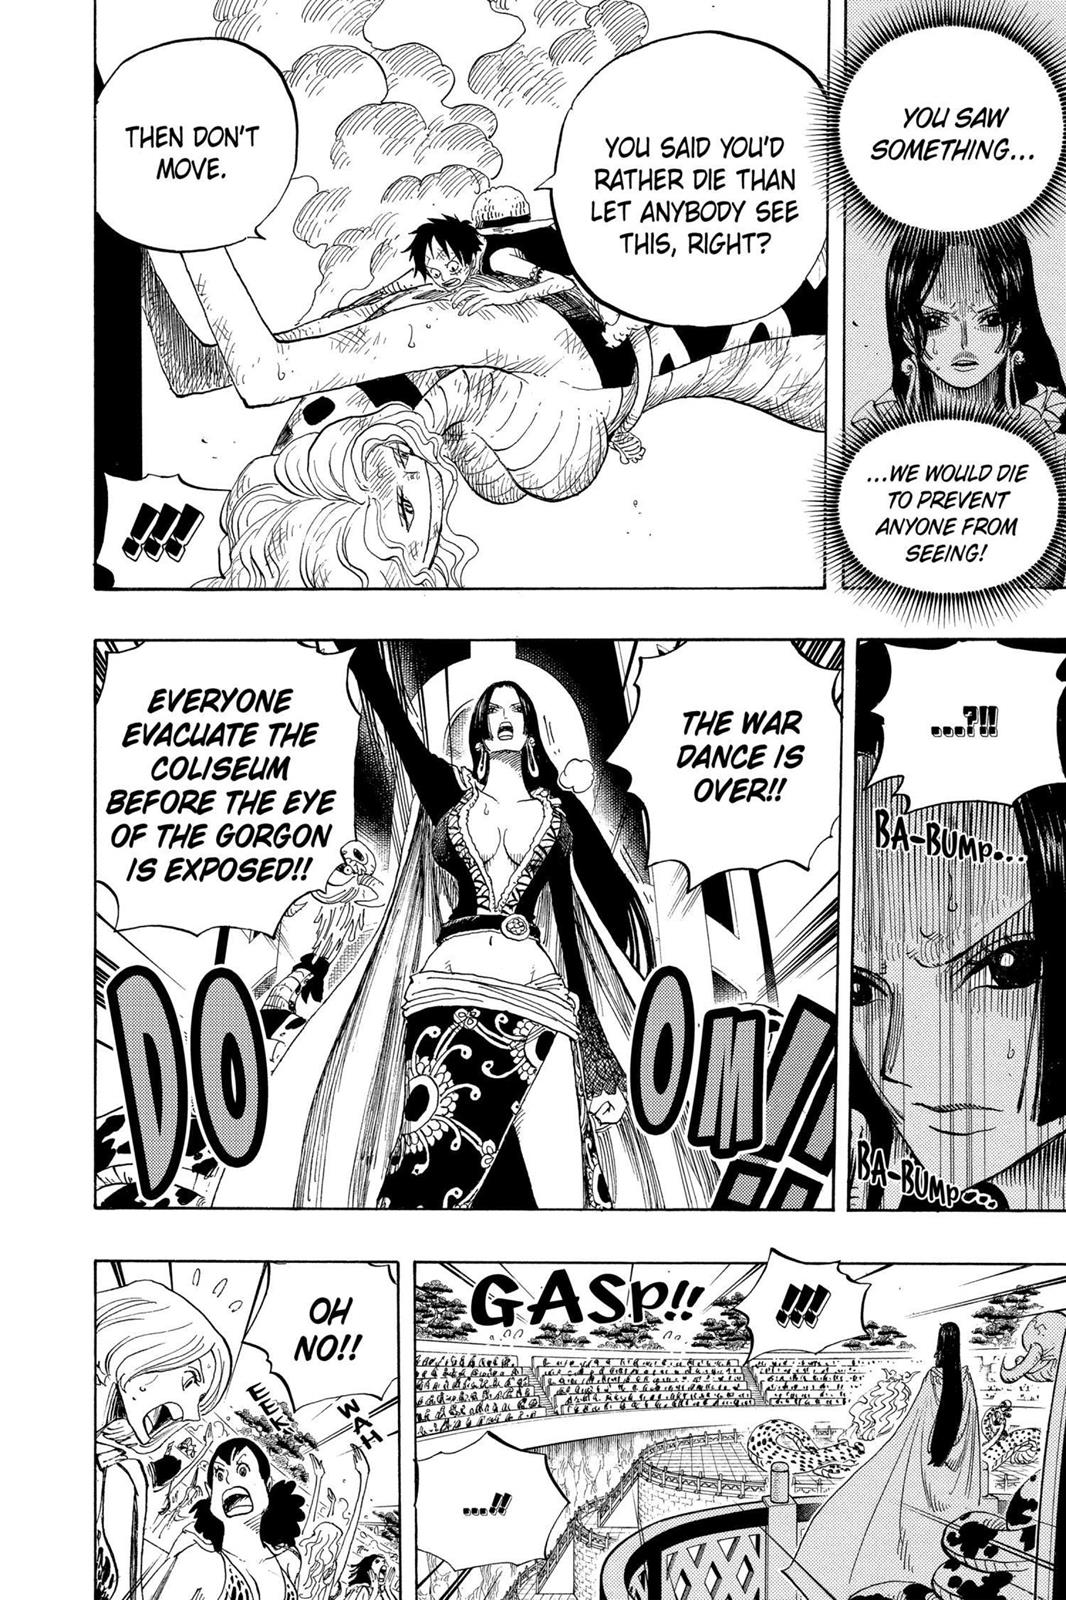 YOU SAW
SOMETHING...
...WE WOULD DIE
TO PREVENT
ANYONE FROM
SEEING!
YOU SAID YOU'D
RATHER DIE THAN
LET ANYBODY SEE
THIS, RIGHT?
THEN DON'T
MOVE.
!!!!
...?!!
BA-BUMP...
BA-BUMP...
THE WAR
DANCE IS
OVER!!
EVERYONE
EVACUATE THE
COLISEUM
BEFORE THE EYE
OF THE GORGON
IS EXPOSED!!
DOOM!!
!!!
GASP!!
...!!
OH
NO!!
WAH
EEK